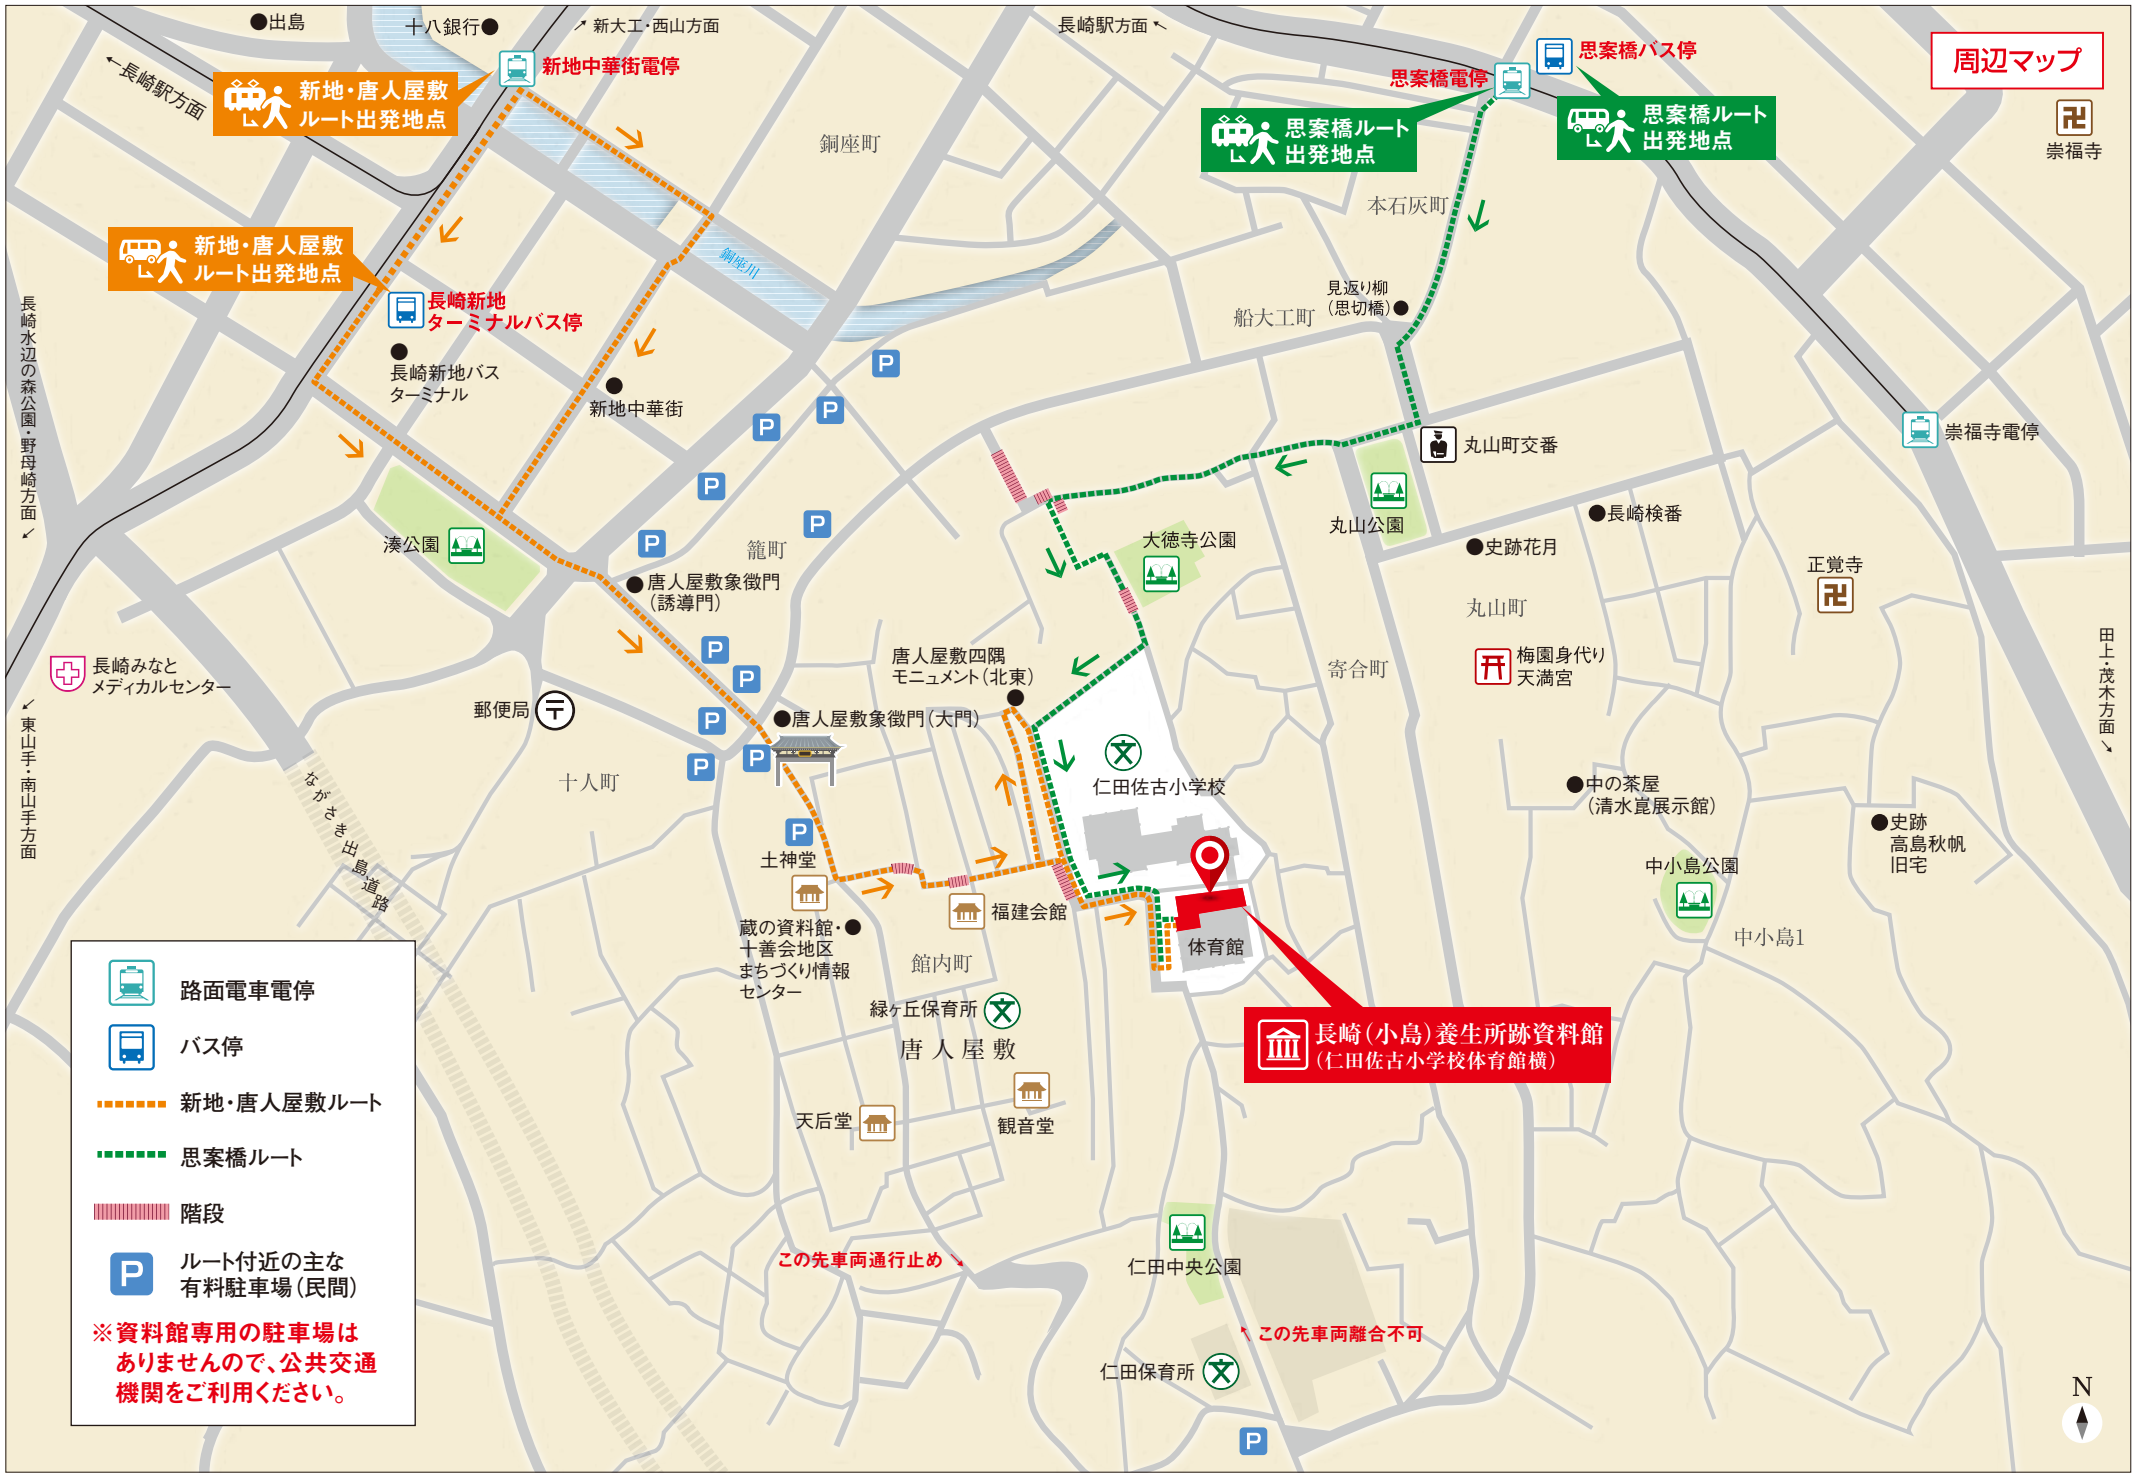 ●出島
十八銀行●
↗新大工・西山方面
長崎駅方面←
←長崎駅方面
新地中華街電停
新地・唐人屋敷
ルート出発地点
思案橋バス停
思案橋電停
思案橋ルート
出発地点
思案橋ルート
出発地点
周辺マップ
崇福寺
銅座町
本石灰町
新地・唐人屋敷
ルート出発地点
銅座川
長崎新地
ターミナルバス停
見返り柳
(思切橋)●
船大工町
長崎水辺の森公園・野母崎方面
長崎新地バス
ターミナル
新地中華街
P
P
P
P
P
P
丸山町交番
崇福寺電停
丸山公園
●長崎検番
●史跡花月
湊公園
籠町
大徳寺公園
正覚寺
●唐人屋敷象徴門
(誘導門)
丸山町
長崎みなと
メディカルセンター
P
P
P
P
P
P
唐人屋敷四隅
モニュメント(北東)
寄合町
梅園身代り
天満宮
田上・茂木方面
郵便局
●唐人屋敷象徴門(大門)
東山手・南山手方面
ながさき出島道路
十人町
文
仁田佐古小学校
●中の茶屋
(清水崑展示館)
●史跡
高島秋帆
旧宅
土神堂
中小島公園
蔵の資料館・●
十善会地区
まちづくり情報
センター
福建会館
体育館
中小島1
館内町
緑ヶ丘保育所
文
唐人屋敷
長崎(小島)養生所跡資料館
(仁田佐古小学校体育館横)
天后堂
観音堂
この先車両通行止め
仁田中央公園
この先車両離合不可
仁田保育所
文
P
路面電車電停
バス停
新地・唐人屋敷ルート
思案橋ルート
階段
P
ルート付近の主な
有料駐車場(民間)
※資料館専用の駐車場は
ありませんので、公共交通
機関をご利用ください。
N